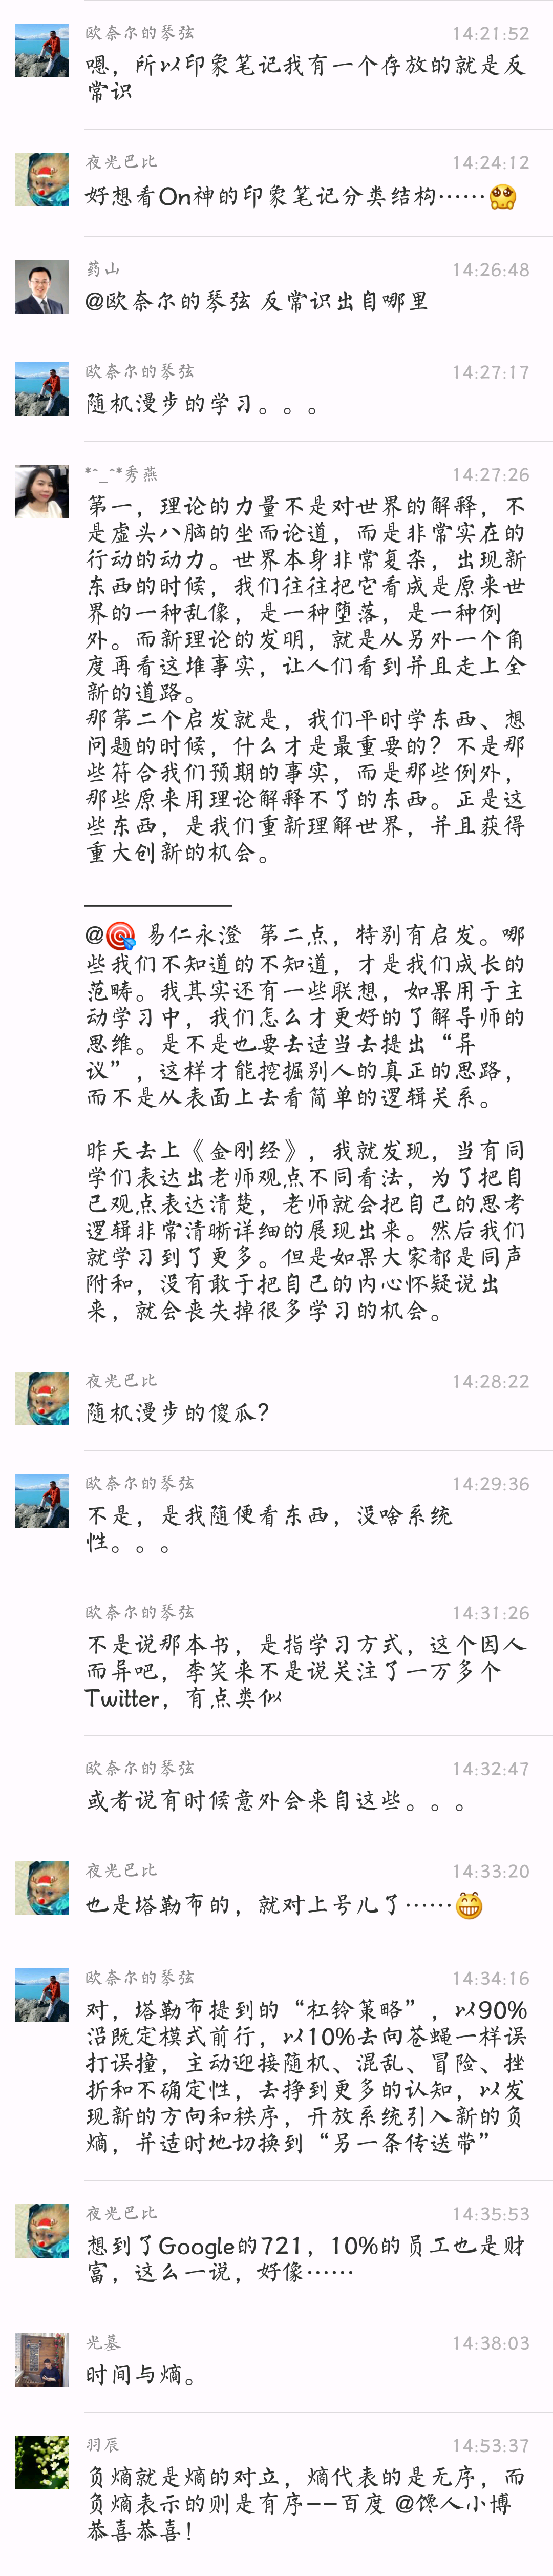 欧奈尔的琴弦 14:21:52
嗯，所以印象笔记我有一个存放的就是反
常识
夜光巴比 14:24:12
好想看On神的印象笔记分类结构……
药山 14:26:48
@欧奈尔的琴弦 反常识出自哪里
欧奈尔的琴弦 14:27:17
随机漫步的学习。。。
*^_^*秀燕 14:27:26
第一，理论的力量不是对世界的解释，不
是虚头八脑的坐而论道，而是非常实在的
行动的动力。世界本身非常复杂，出现新
东西的时候，我们往往把它看成是原来世
界的一种乱像，是一种堕落，是一种例
外。而新理论的发明，就是从另外一个角
度再看这堆事实，让人们看到并且走上全
新的道路。
那第二个启发就是，我们平时学东西、想
问题的时候，什么才是最重要的？不是那
些符合我们预期的事实，而是那些例外，
那些原来用理论解释不了的东西。正是这
些东西，是我们重新理解世界，并且获得
重大创新的机会。
@ 易仁永澄 第二点，特别有启发。哪
些我们不知道的不知道，才是我们成长的
范畴。我其实还有一些联想，如果用于主
动学习中，我们怎么才更好的了解导师的
思维。是不是也要去适当去提出“异
议”，这样才能挖掘别人的真正的思路，
而不是从表面上去看简单的逻辑关系。
昨天去上《金刚经》，我就发现，当有同
学们表达出老师观点不同看法，为了把自
己观点表达清楚，老师就会把自己的思考
逻辑非常清晰详细的展现出来。然后我们
就学习到了更多。但是如果大家都是同声
附和，没有敢于把自己的内心怀疑说出
来，就会丧失掉很多学习的机会。
夜光巴比 14:28:22
随机漫步的傻瓜？
欧奈尔的琴弦 14:29:36
不是，是我随便看东西，没啥系统
性。。。
欧奈尔的琴弦 14:31:26
不是说那本书，是指学习方式，这个因人
而异吧，李笑来不是说关注了一万多个
Twitter，有点类似
欧奈尔的琴弦 14:32:47
或者说有时候意外会来自这些。。。
夜光巴比 14:33:20
也是塔勒布的，就对上号儿了……
欧奈尔的琴弦 14:34:16
对，塔勒布提到的“杠铃策略”，以90%
沿既定模式前行，以10%去向苍蝇一样误
打误撞，主动迎接随机、混乱、冒险、挫
折和不确定性，去挣到更多的认知，以发
现新的方向和秩序，开放系统引入新的负
熵，并适时地切换到“另一条传送带”
夜光巴比 14:35:53
想到了Google的721，10%的员工也是财
富，这么一说，好像……
光墓 14:38:03
时间与熵。
羽辰 14:53:37
负熵就是熵的对立，熵代表的是无序，而
负熵表示的则是有序--百度 @馋人小博
恭喜恭喜！